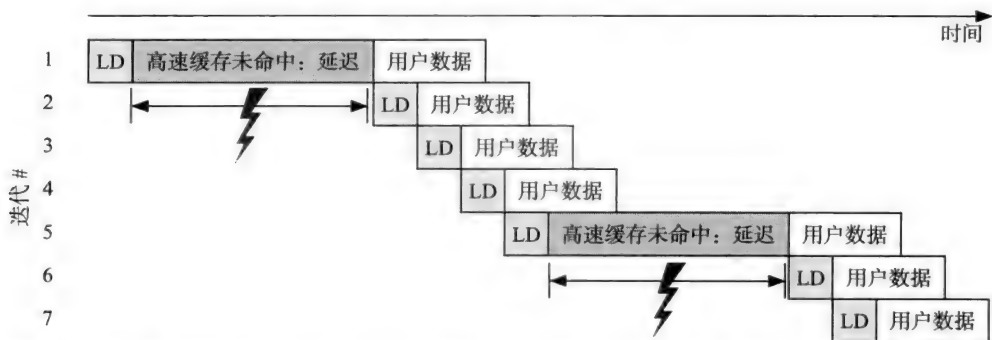 时间
1 LD 高速缓存未命中：延迟 用户数据
2 LD 用户数据
3 LD 用户数据
4 LD 用户数据
5 LD 高速缓存未命中：延迟 用户数据
6 LD 用户数据
7 LD 用户数据
迭代 #